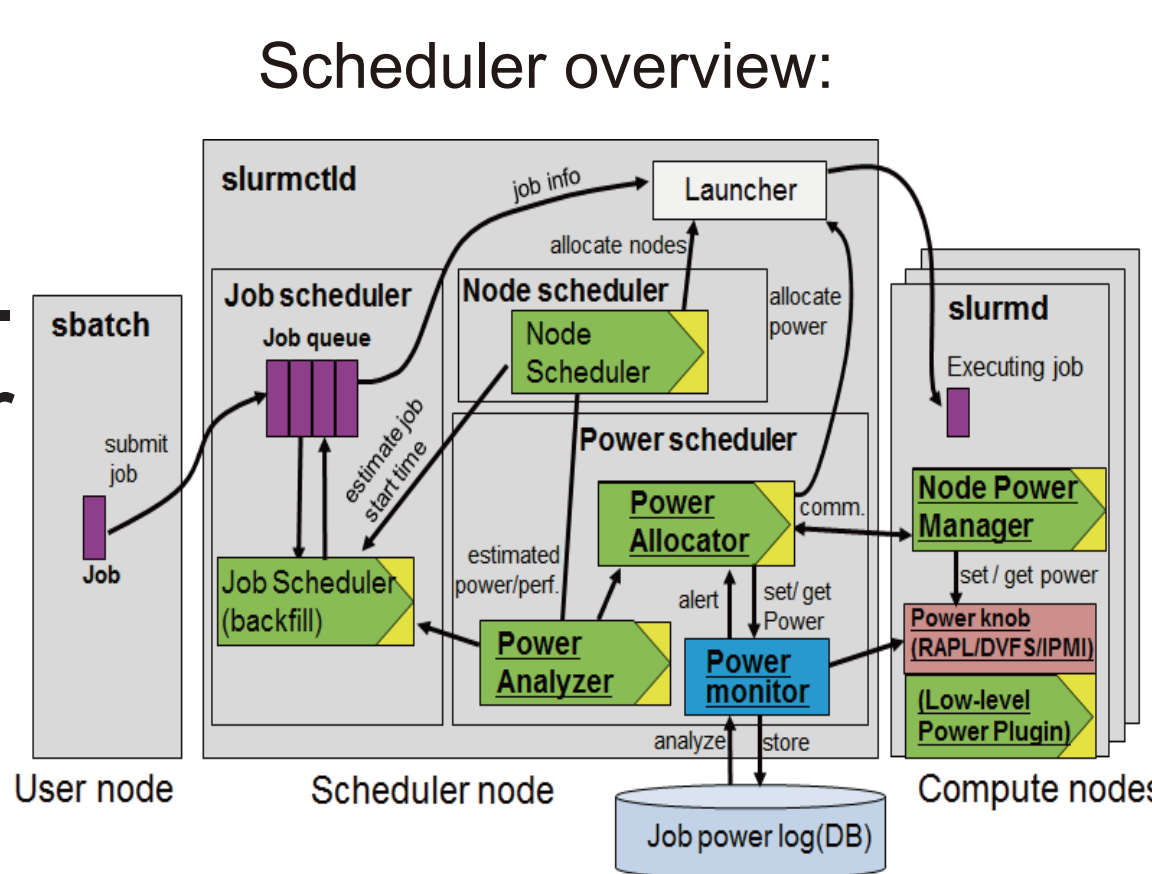 Scheduler overview:
slurmctld
job info
Launcher
allocate nodes
Job scheduler
Job queue
Node scheduler
Node
Scheduler
allocate
power
sbatch
submit
job
Job
estimate job
start time
Power scheduler
Power
Allocator
comm.
estimated
power/perf.
Job Scheduler
(backfill)
alert
set/ get
Power
Power
Analyzer
Power
monitor
analyze
store
slurmd
Executing job
Node Power
Manager
set / get power
Power knob
(RAPL/DVFS/IPMI)
(Low-level
Power Plugin)
User node
Scheduler node
Compute nodes
Job power log(DB)